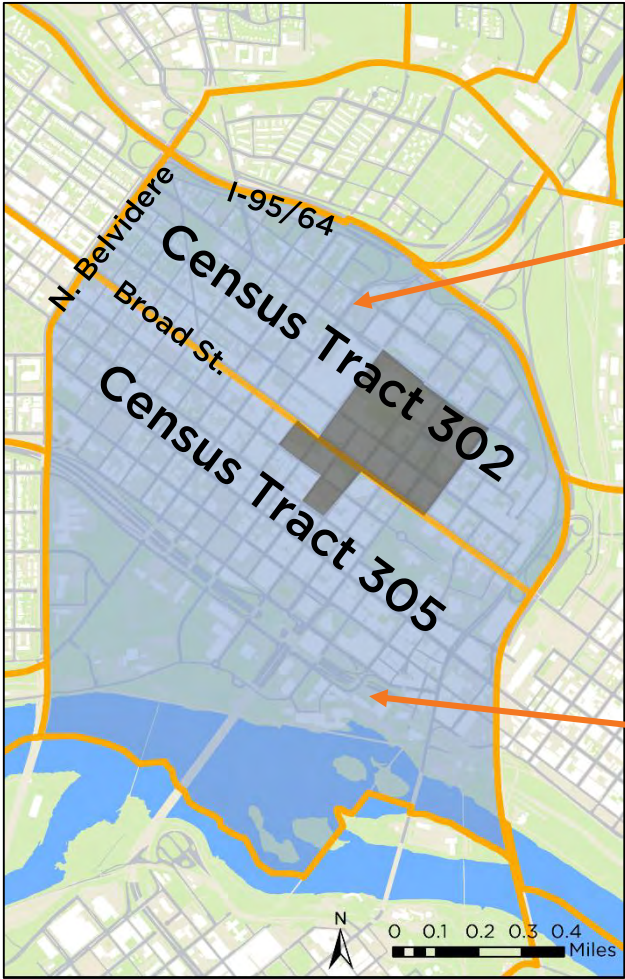 I-95/64
N. Belvidere
Census Tract 302
Broad St.
Census Tract 305
N
0 0.1 0.2 0.3 0.4
Miles